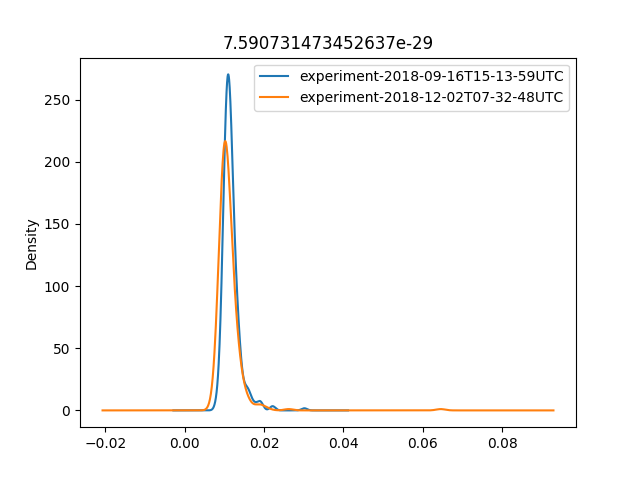 7.590731473452637e-29
experiment-2018-09-16T15-13-59UTC
experiment-2018-12-02T07-32-48UTC
Density
250
200
150
100
50
0
−0.02 0.00 0.02 0.04 0.06 0.08